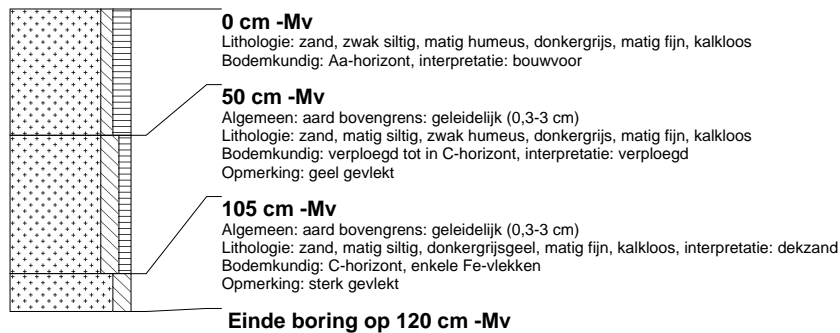 0 cm -Mv
Lithologie: zand, zwak siltig, matig humeus, donkergrijs, matig fijn, kalkloos
Bodemkundig: Aa-horizont, interpretatie: bouwvoor
50 cm -Mv
Algemeen: aard bovengrens: geleidelijk (0,3-3 cm)
Lithologie: zand, matig siltig, zwak humeus, donkergrijs, matig fijn, kalkloos
Bodemkundig: verploegd tot in C-horizont, interpretatie: verploegd
Opmerking: geel gevlekt
105 cm -Mv
Algemeen: aard bovengrens: geleidelijk (0,3-3 cm)
Lithologie: zand, matig siltig, donkergrijsgeel, matig fijn, kalkloos, interpretatie: dekzand
Bodemkundig: C-horizont, enkele Fe-vlekken
Opmerking: sterk gevlekt
Einde boring op 120 cm -Mv